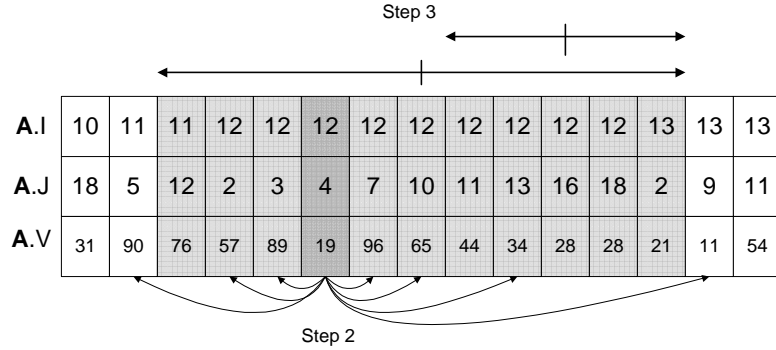 Step 3
A.I 10 11 11 12 12 12 12 12 12 12 12 12 13 13 13
A.J 18 5 12 2 3 4 7 10 11 13 16 18 2 9 11
A.V 31 90 76 57 89 19 96 65 44 34 28 28 21 11 54
Step 2